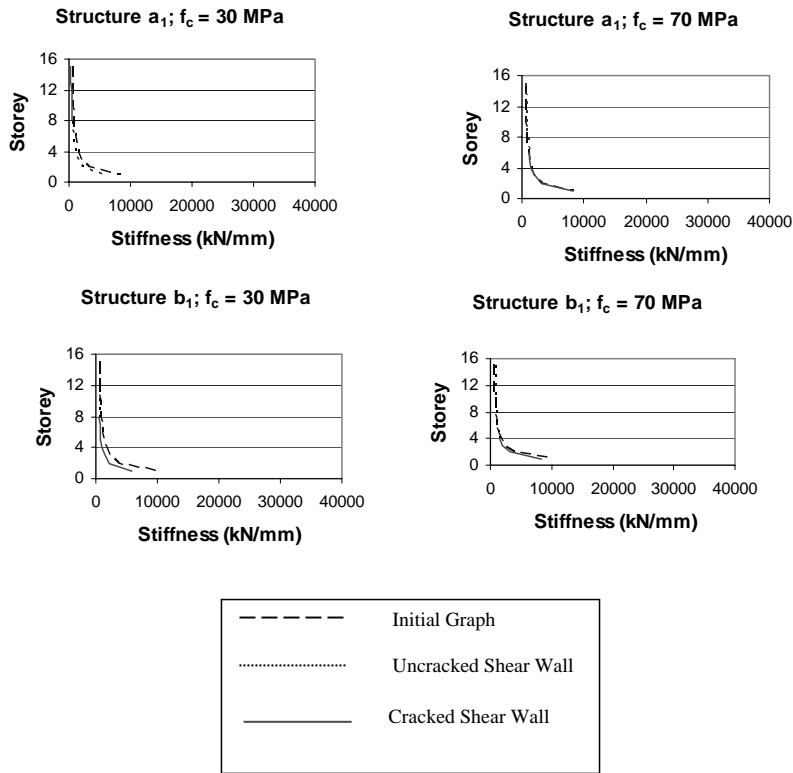 Structure a₁; f꜀ = 30 MPa
Storey
16
12
8
4
0
0 10000 20000 30000 40000
Stiffness (kN/mm)
Structure a₁; f꜀ = 70 MPa
Sorey
16
12
8
4
0
0 10000 20000 30000 40000
Stiffness (kN/mm)
Structure b₁; f꜀ = 30 MPa
Storey
16
12
8
4
0
0 10000 20000 30000 40000
Stiffness (kN/mm)
Structure b₁; f꜀ = 70 MPa
Storey
16
12
8
4
0
0 10000 20000 30000 40000
Stiffness (kN/mm)
Initial Graph
Uncracked Shear Wall
Cracked Shear Wall